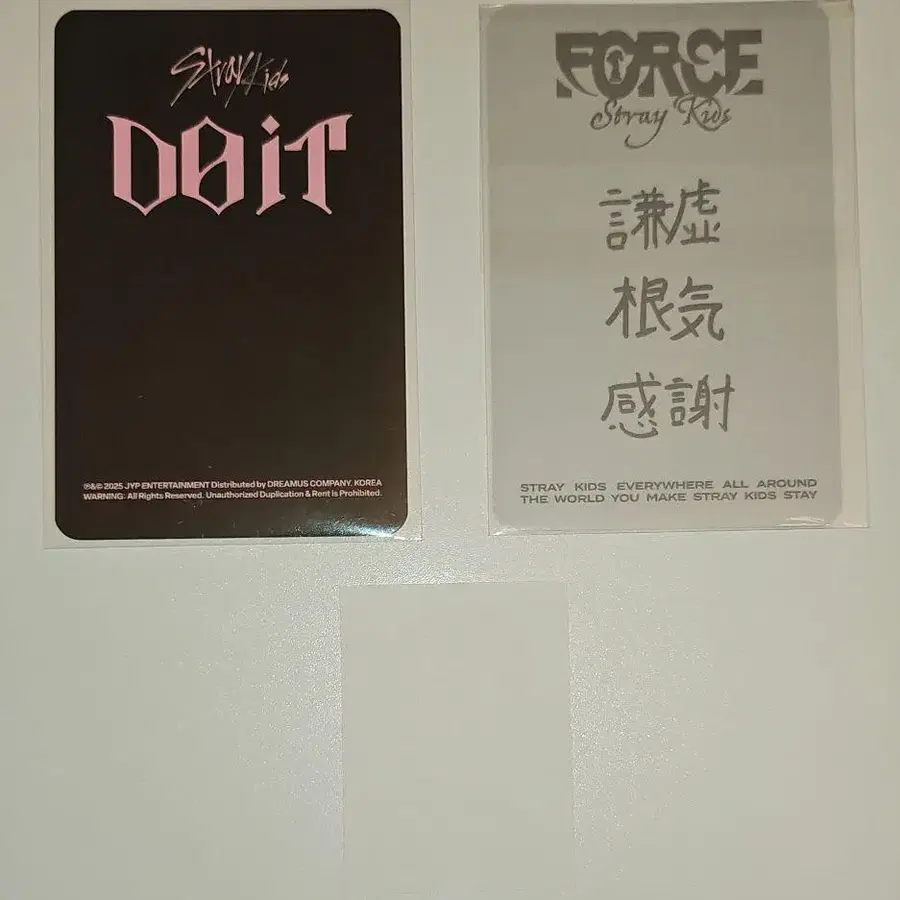 Stray Kids
DO IT
℗&© 2025 JYP ENTERTAINMENT Distributed by DREAMUS COMPANY. KOREA
WARNING: All Rights Reserved. Unauthorized Duplication & Rent is Prohibited.
FORCE
Stray Kids
謙虚
根気
感謝
STRAY KIDS EVERYWHERE ALL AROUND
THE WORLD YOU MAKE STRAY KIDS STAY